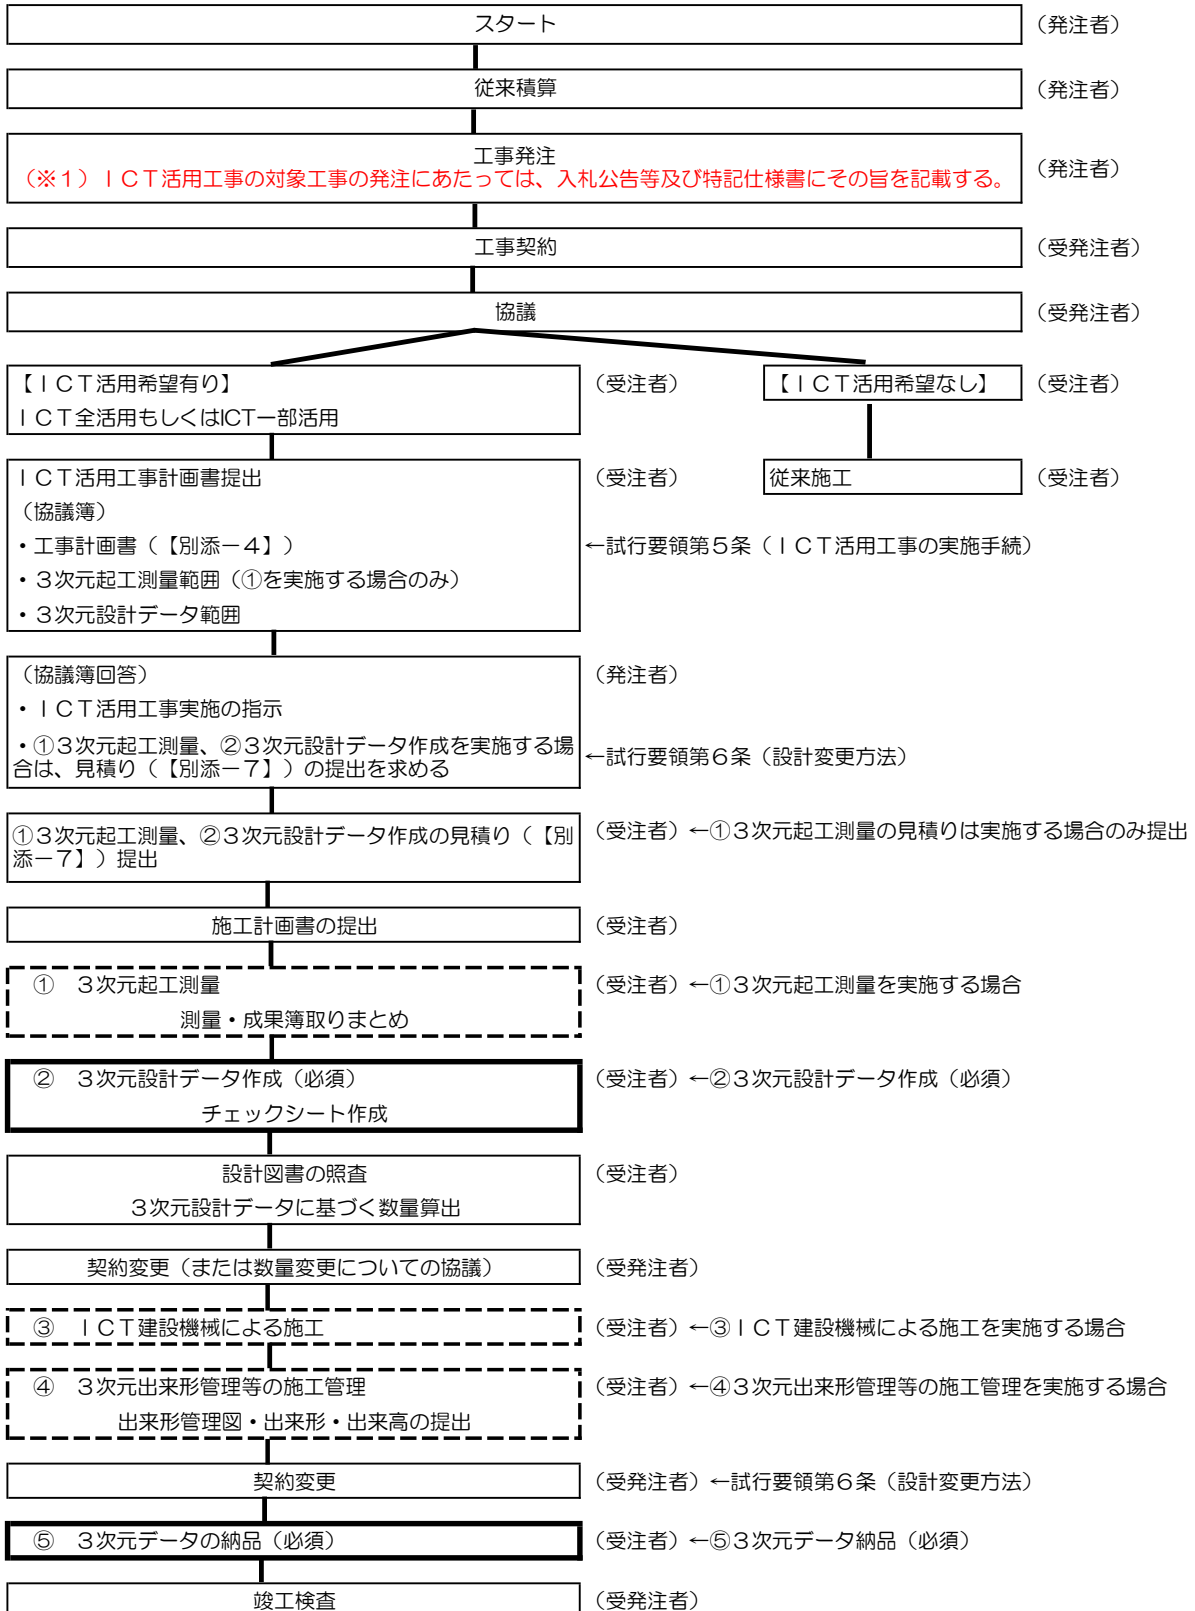 スタート （発注者）
従来積算 （発注者）
工事発注
（※１）ＩＣＴ活用工事の対象工事の発注にあたっては、入札公告等及び特記仕様書にその旨を記載する。 （発注者）
工事契約 （受発注者）
協議 （受発注者）
【ＩＣＴ活用希望有り】 （受注者） 【ＩＣＴ活用希望なし】 （受注者）
ＩＣＴ全活用もしくはICT一部活用
ＩＣＴ活用工事計画書提出 （受注者） 従来施工 （受注者）
（協議簿）
・工事計画書（【別添－４】） ←試行要領第５条（ＩＣＴ活用工事の実施手続）
・３次元起工測量範囲（①を実施する場合のみ）
・３次元設計データ範囲
（協議簿回答） （発注者）
・ＩＣＴ活用工事実施の指示
・①３次元起工測量、②３次元設計データ作成を実施する場
合は、見積り（【別添－７】）の提出を求める ←試行要領第６条（設計変更方法）
①３次元起工測量、②３次元設計データ作成の見積り（【別 （受注者）←①３次元起工測量の見積りは実施する場合のみ提出
添－７】）提出
施工計画書の提出 （受注者）
① ３次元起工測量 （受注者）←①３次元起工測量を実施する場合
測量・成果簿取りまとめ
② ３次元設計データ作成（必須） （受注者）←②３次元設計データ作成（必須）
チェックシート作成
設計図書の照査 （受注者）
３次元設計データに基づく数量算出
契約変更（または数量変更についての協議） （受発注者）
③ ＩＣＴ建設機械による施工 （受注者）←③ＩＣＴ建設機械による施工を実施する場合
④ ３次元出来形管理等の施工管理 （受注者）←④３次元出来形管理等の施工管理を実施する場合
出来形管理図・出来形・出来高の提出
契約変更 （受発注者）←試行要領第６条（設計変更方法）
⑤ ３次元データの納品（必須） （受注者）←⑤３次元データ納品（必須）
竣工検査 （受発注者）